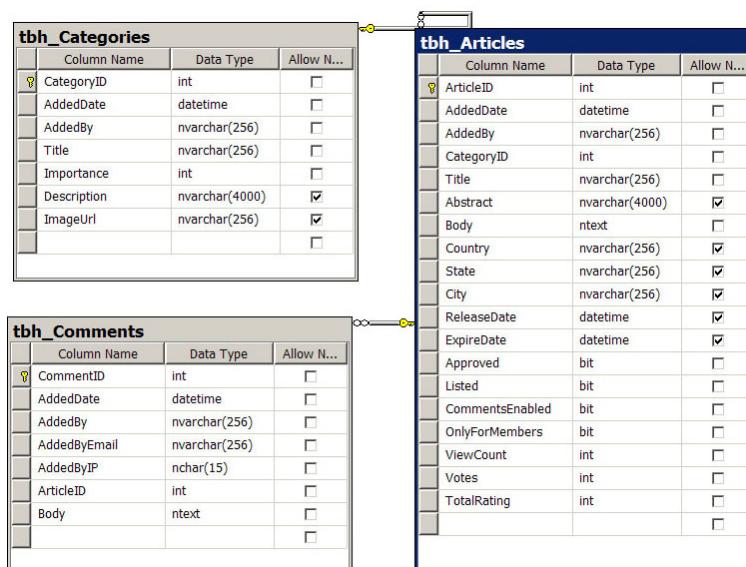 tbh_Categories
Column Name Data Type Allow N...
CategoryID int
AddedDate datetime
AddedBy nvarchar(256)
Title nvarchar(256)
Importance int
Description nvarchar(4000)
ImageUrl nvarchar(256)
tbh_Articles
Column Name Data Type Allow N...
ArticleID int
AddedDate datetime
AddedBy nvarchar(256)
CategoryID int
Title nvarchar(256)
Abstract nvarchar(4000)
Body ntext
Country nvarchar(256)
State nvarchar(256)
City nvarchar(256)
ReleaseDate datetime
ExpireDate datetime
Approved bit
Listed bit
CommentsEnabled bit
OnlyForMembers bit
ViewCount int
Votes int
TotalRating int
tbh_Comments
Column Name Data Type Allow N...
CommentID int
AddedDate datetime
AddedBy nvarchar(256)
AddedByEmail nvarchar(256)
AddedByIP nchar(15)
ArticleID int
Body ntext